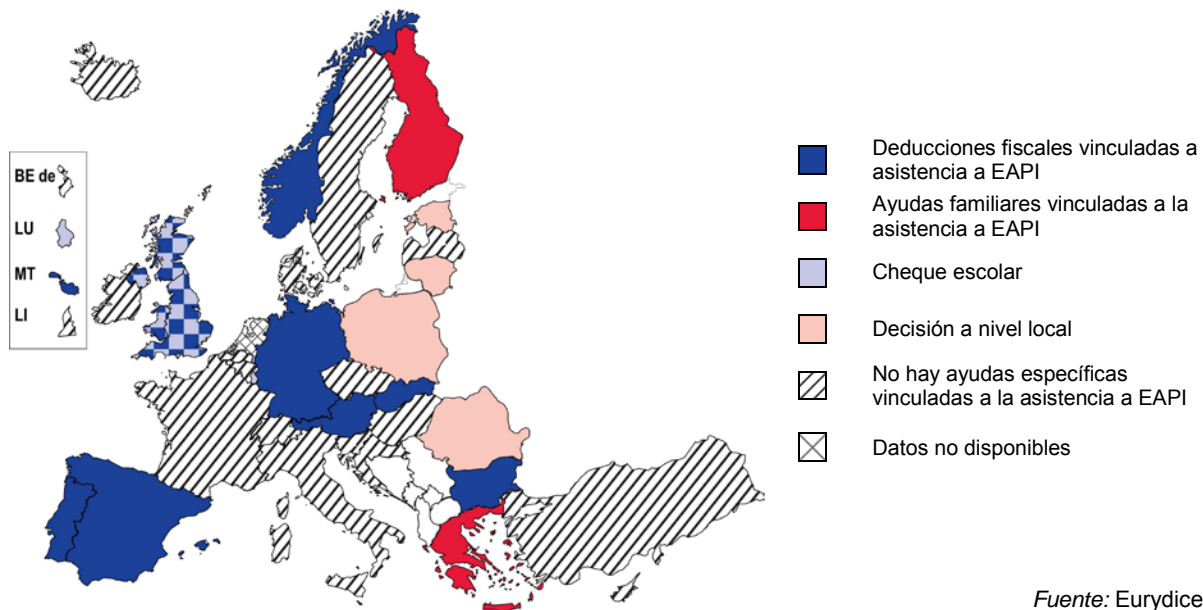 BE de
LU
MT
LI
Deducciones fiscales vinculadas a
asistencia a EAPI
Ayudas familiares vinculadas a la
asistencia a EAPI
Cheque escolar
Decisión a nivel local
No hay ayudas específicas
vinculadas a la asistencia a EAPI
Datos no disponibles
Fuente: Eurydice